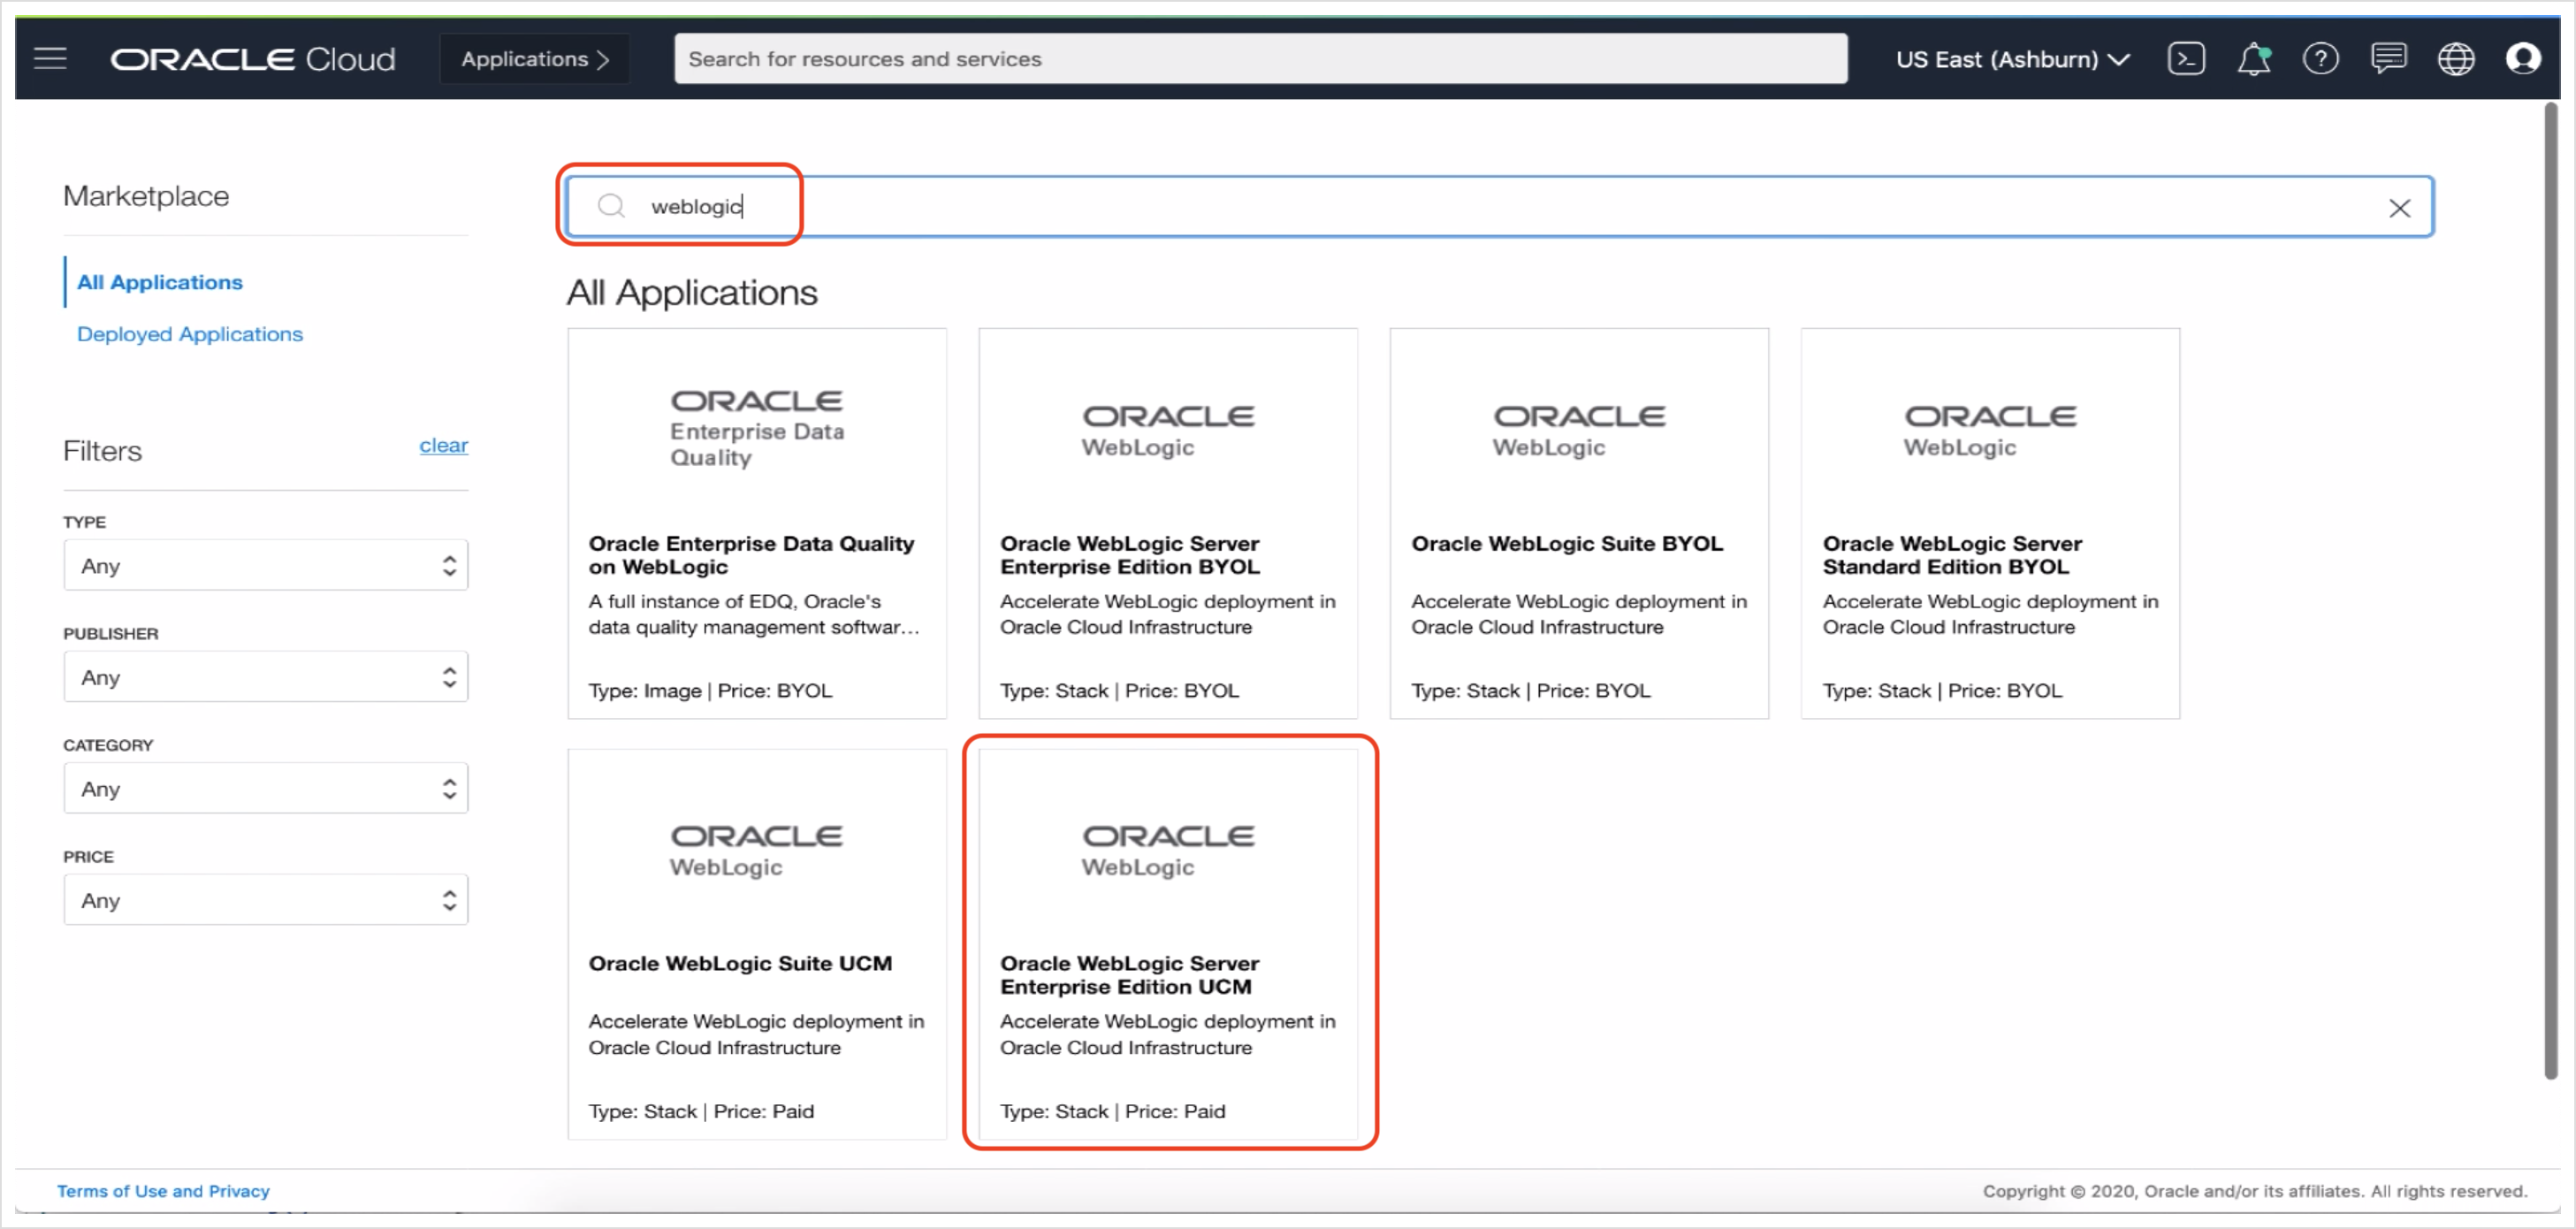 ORACLE Cloud
Applications >
Search for resources and services
US East (Ashburn)
Marketplace
All Applications
Deployed Applications
Filters
clear
TYPE
Any
PUBLISHER
Any
CATEGORY
Any
PRICE
Any
weblogic
All Applications
ORACLE
Enterprise Data
Quality
Oracle Enterprise Data Quality
on WebLogic
A full instance of EDQ, Oracle's
data quality management softwar...
Type: Image | Price: BYOL
ORACLE
WebLogic
Oracle WebLogic Server
Enterprise Edition BYOL
Accelerate WebLogic deployment in
Oracle Cloud Infrastructure
Type: Stack | Price: BYOL
ORACLE
WebLogic
Oracle WebLogic Suite BYOL
Accelerate WebLogic deployment in
Oracle Cloud Infrastructure
Type: Stack | Price: BYOL
ORACLE
WebLogic
Oracle WebLogic Server
Standard Edition BYOL
Accelerate WebLogic deployment in
Oracle Cloud Infrastructure
Type: Stack | Price: BYOL
ORACLE
WebLogic
Oracle WebLogic Suite UCM
Accelerate WebLogic deployment in
Oracle Cloud Infrastructure
Type: Stack | Price: Paid
ORACLE
WebLogic
Oracle WebLogic Server
Enterprise Edition UCM
Accelerate WebLogic deployment in
Oracle Cloud Infrastructure
Type: Stack | Price: Paid
Terms of Use and Privacy
Copyright © 2020, Oracle and/or its affiliates. All rights reserved.